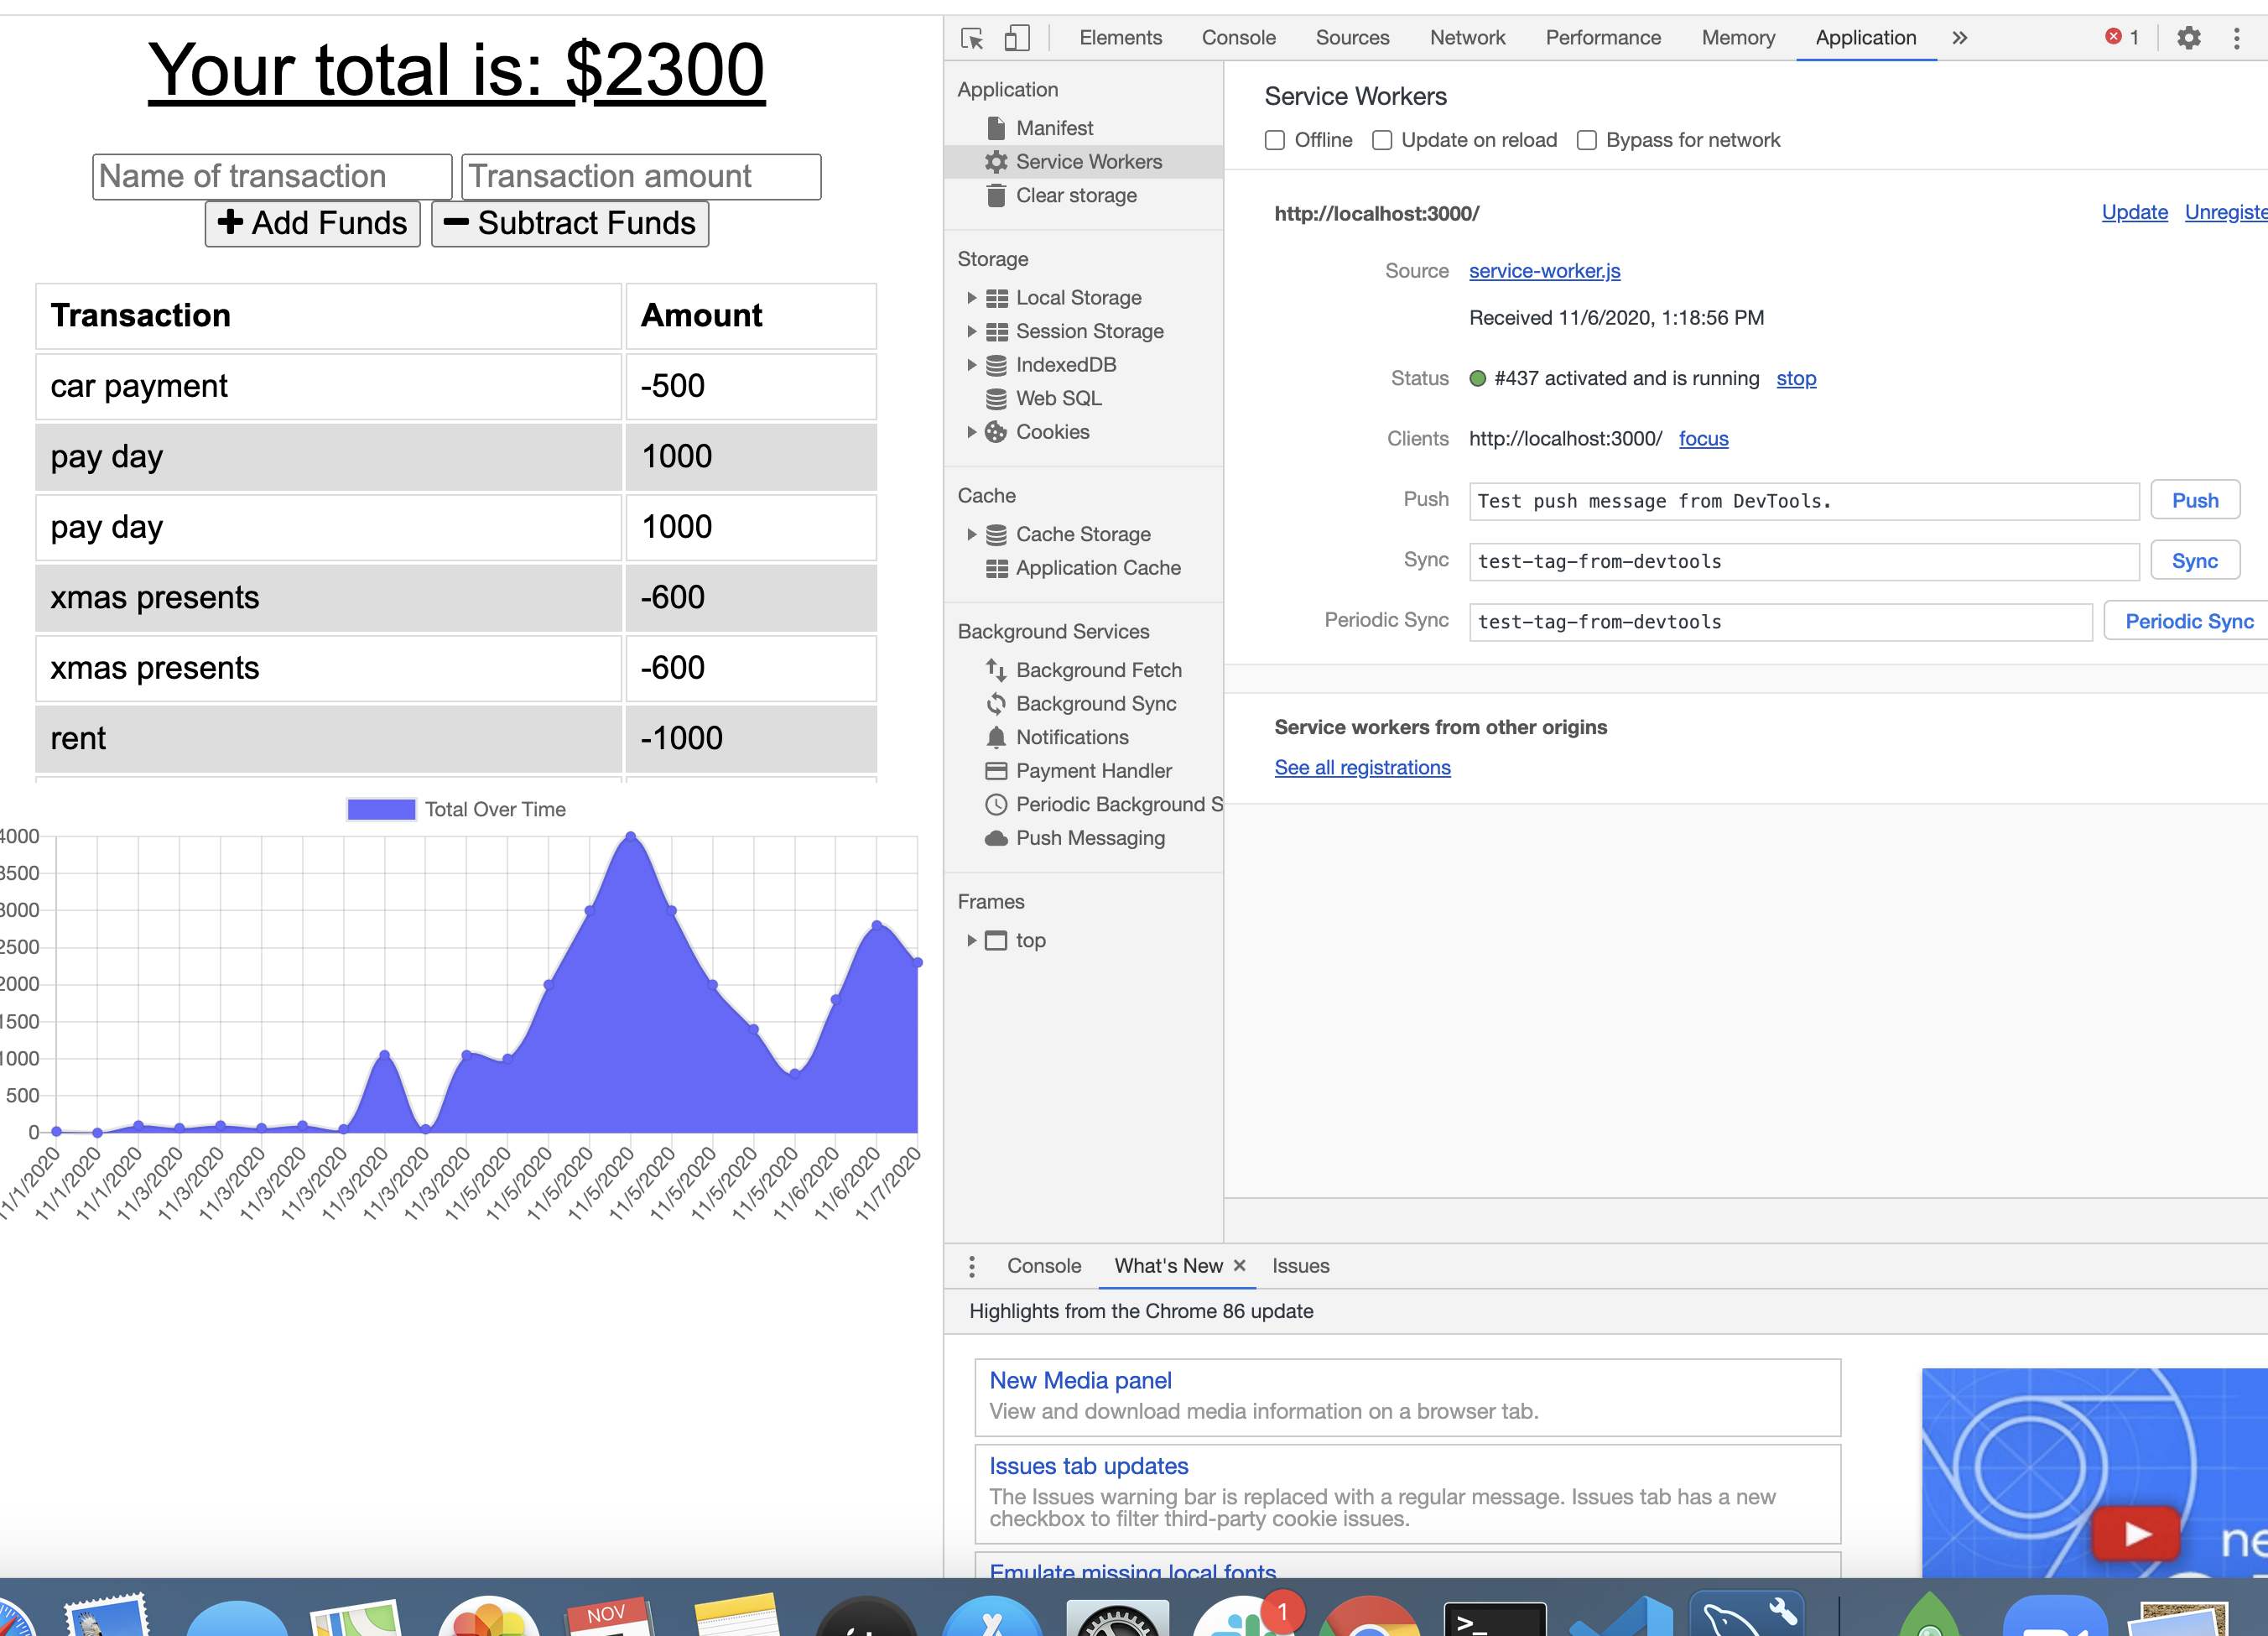 Your total is: $2300
Name of transaction Transaction amount
Add Funds Subtract Funds
Transaction Amount
car payment -500
pay day 1000
pay day 1000
xmas presents -600
xmas presents -600
rent -1000
Total Over Time
4000
3500
3000
2500
2000
1500
1000
500
0
11/1/2020 11/1/2020 11/1/2020 11/3/2020 11/3/2020 11/3/2020 11/3/2020 11/3/2020 11/3/2020 11/3/2020 11/3/2020 11/5/2020 11/5/2020 11/5/2020 11/5/2020 11/5/2020 11/5/2020 11/5/2020 11/5/2020 11/6/2020 11/6/2020 11/7/2020
Elements Console Sources Network Performance Memory Application » 1
Application
Manifest
Service Workers
Clear storage
Storage
Local Storage
Session Storage
IndexedDB
Web SQL
Cookies
Cache
Cache Storage
Application Cache
Background Services
Background Fetch
Background Sync
Notifications
Payment Handler
Periodic Background S
Push Messaging
Frames
top
Service Workers
Offline Update on reload Bypass for network
http://localhost:3000/ Update Unregiste
Source service-worker.js
Received 11/6/2020, 1:18:56 PM
Status #437 activated and is running stop
Clients http://localhost:3000/ focus
Push Test push message from DevTools. Push
Sync test-tag-from-devtools Sync
Periodic Sync test-tag-from-devtools Periodic Sync
Service workers from other origins
See all registrations
Console What's New × Issues
Highlights from the Chrome 86 update
New Media panel
View and download media information on a browser tab.
Issues tab updates
The Issues warning bar is replaced with a regular message. Issues tab has a new
checkbox to filter third-party cookie issues.
Emulate missing local fonts
ne
NOV
1
>_